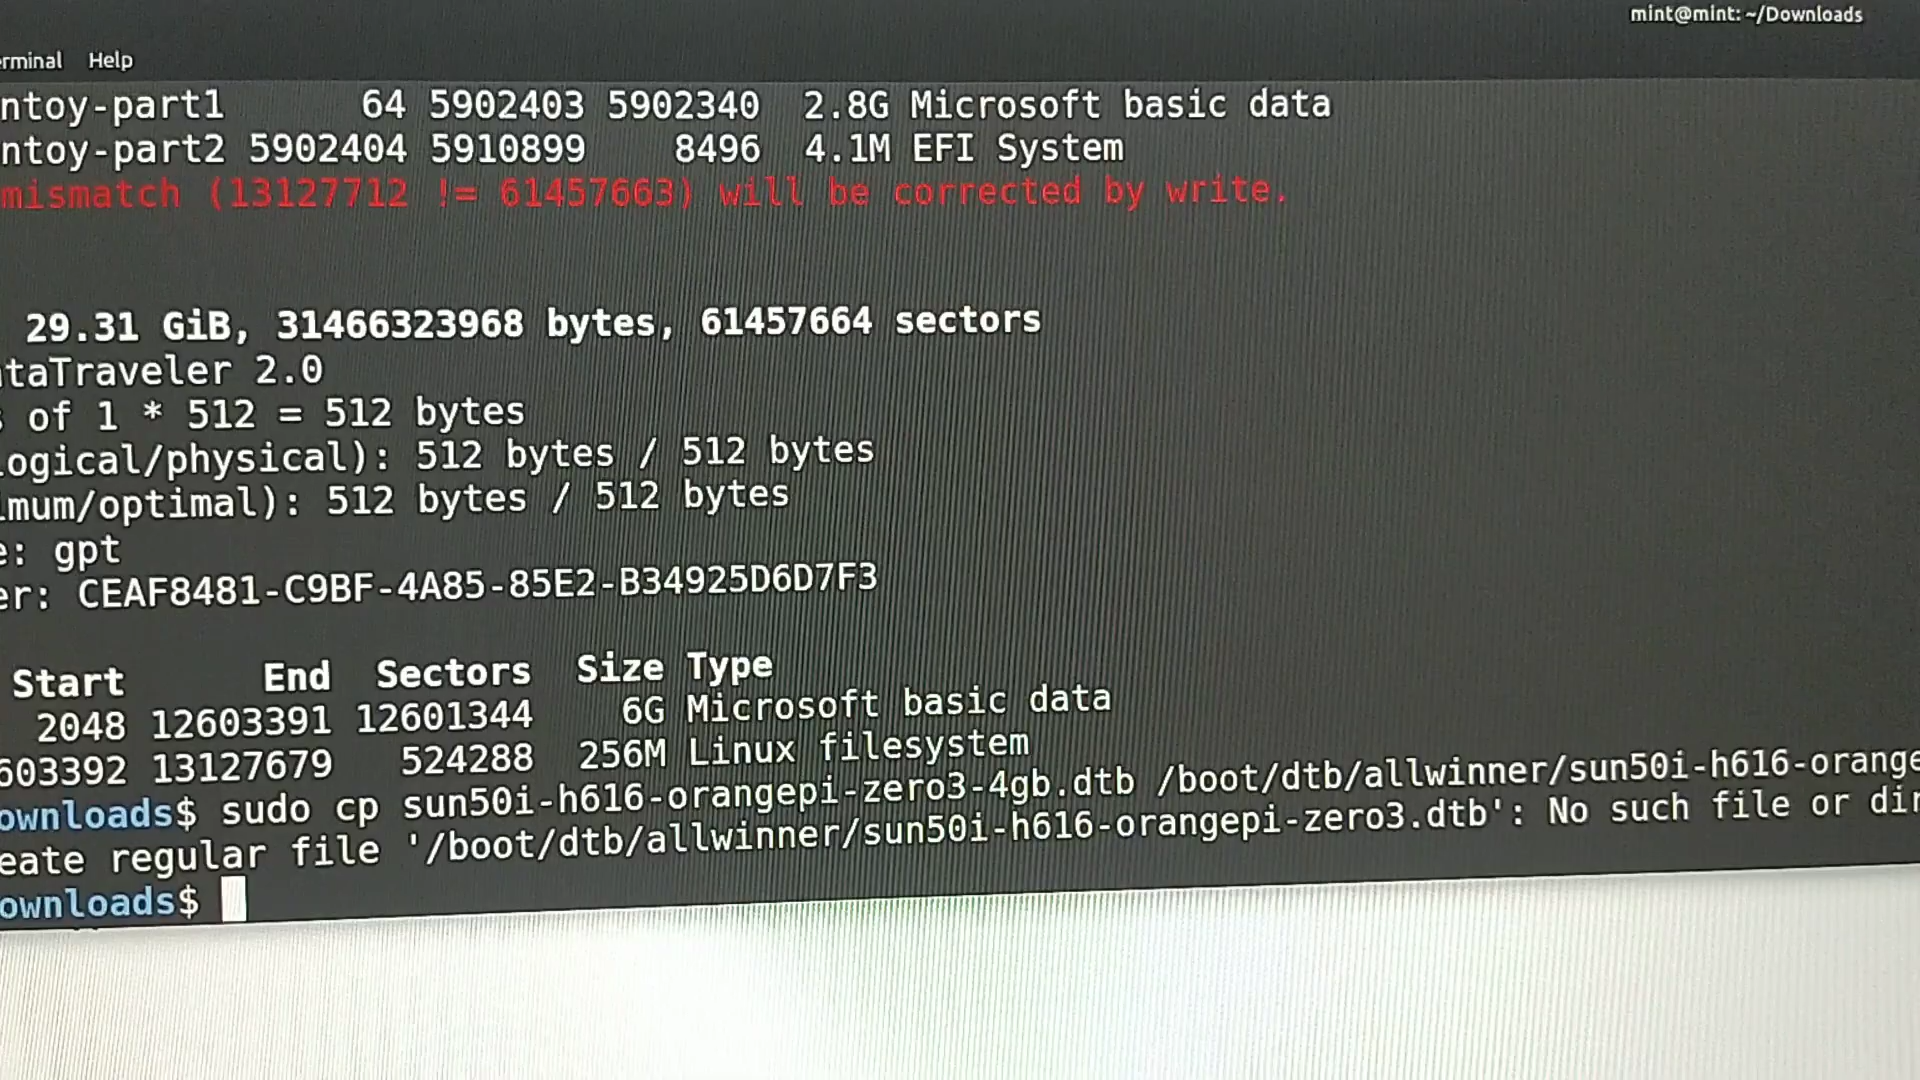 mint@mint: ~/Downloads
erminal Help
ntoy-part1 64 5902403 5902340 2.8G Microsoft basic data
ntoy-part2 5902404 5910899 8496 4.1M EFI System
mismatch (13127712 != 61457663) will be corrected by write.
29.31 GiB, 31466323968 bytes, 61457664 sectors
ataTraveler 2.0
s of 1 * 512 = 512 bytes
logical/physical): 512 bytes / 512 bytes
imum/optimal): 512 bytes / 512 bytes
e: gpt
er: CEAF8481-C9BF-4A85-85E2-B34925D6D7F3
Start End Sectors Size Type
2048 12603391 12601344 6G Microsoft basic data
603392 13127679 524288 256M Linux filesystem
ownloads$ sudo cp sun50i-h616-orangepi-zero3-4gb.dtb /boot/dtb/allwinner/sun50i-h616-orange
eate regular file '/boot/dtb/allwinner/sun50i-h616-orangepi-zero3.dtb': No such file or dir
ownloads$